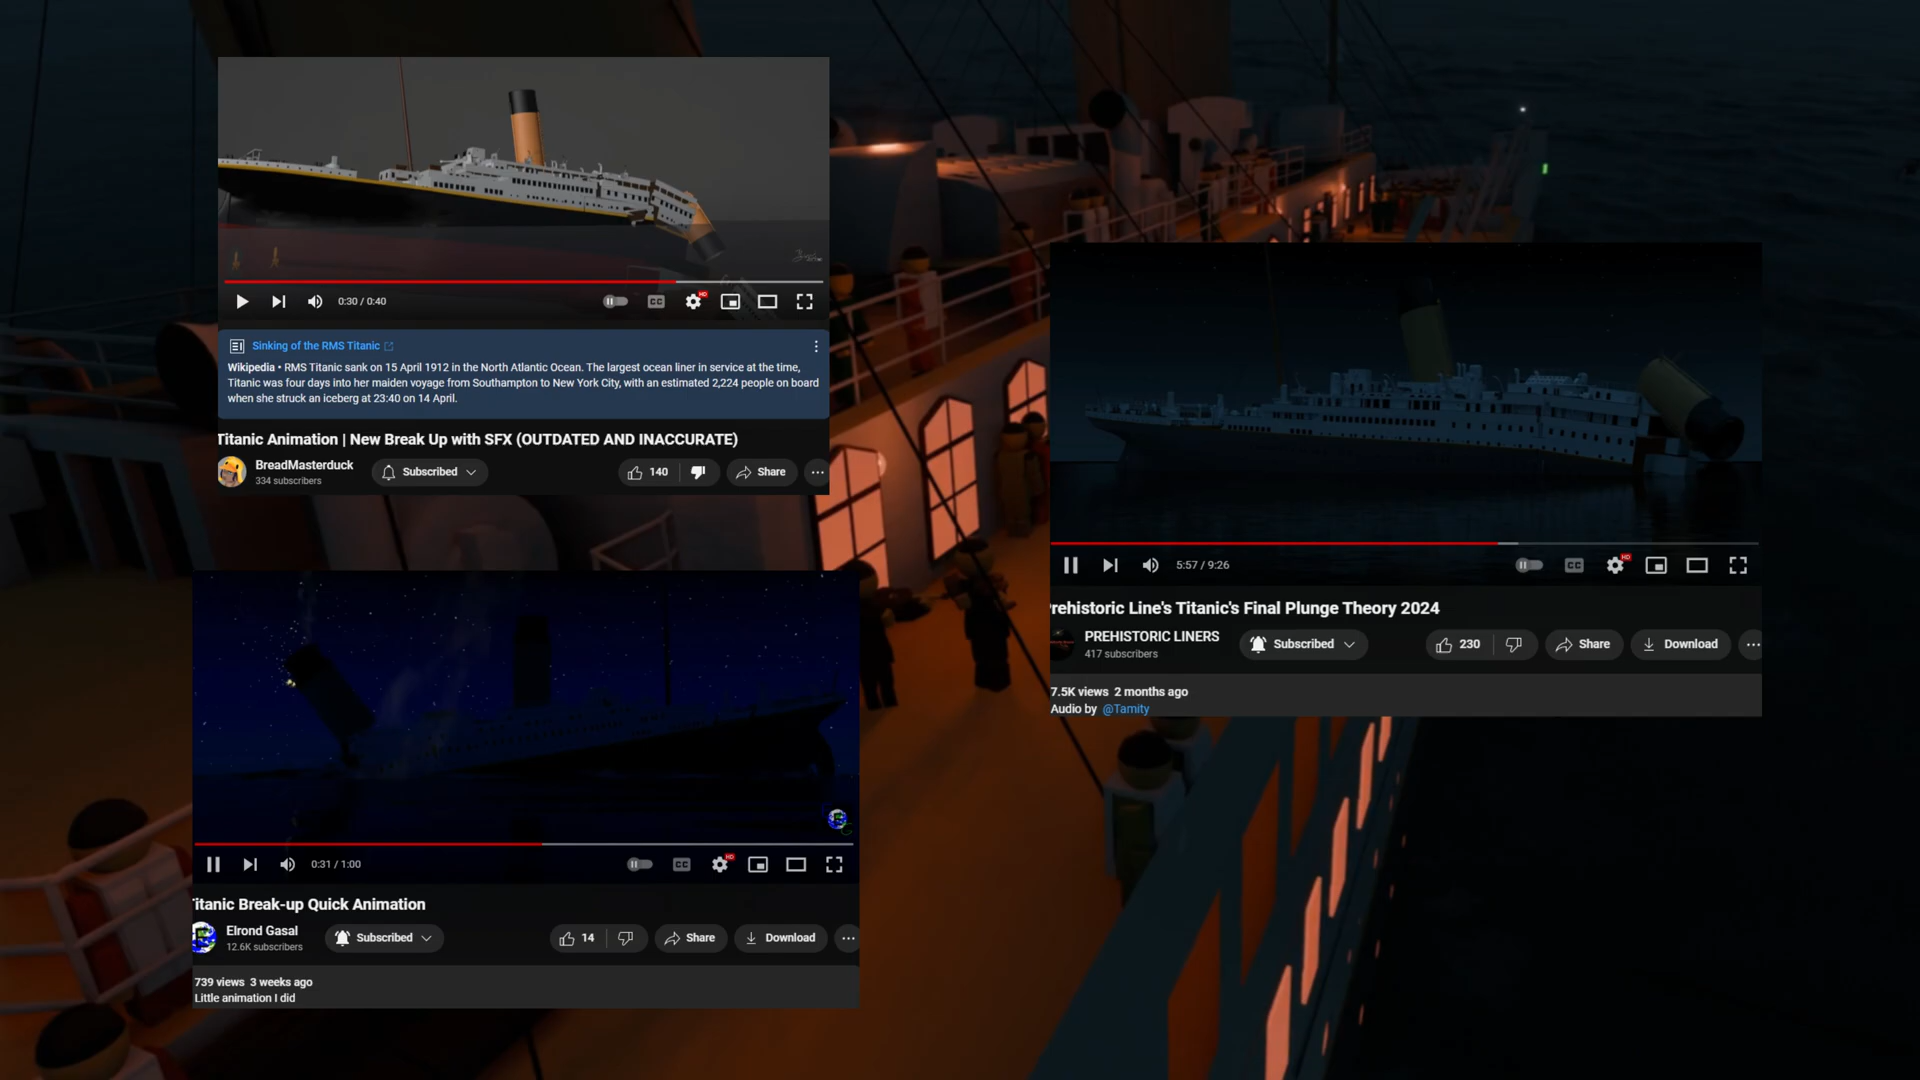 0:30 / 0:40
CC
HD
Sinking of the RMS Titanic
Wikipedia • RMS Titanic sank on 15 April 1912 in the North Atlantic Ocean. The largest ocean liner in service at the time,
Titanic was four days into her maiden voyage from Southampton to New York City, with an estimated 2,224 people on board
when she struck an iceberg at 23:40 on 14 April.
Titanic Animation | New Break Up with SFX (OUTDATED AND INACCURATE)
BreadMasterduck
334 subscribers
Subscribed
140
Share
5:57 / 9:26
CC
HD
rehistoric Line's Titanic's Final Plunge Theory 2024
PREHISTORIC LINERS
417 subscribers
Subscribed
230
Share
Download
7.5K views 2 months ago
Audio by @Tamity
0:31 / 1:00
CC
HD
itanic Break-up Quick Animation
Elrond Gasal
12.6K subscribers
Subscribed
14
Share
Download
739 views 3 weeks ago
Little animation I did